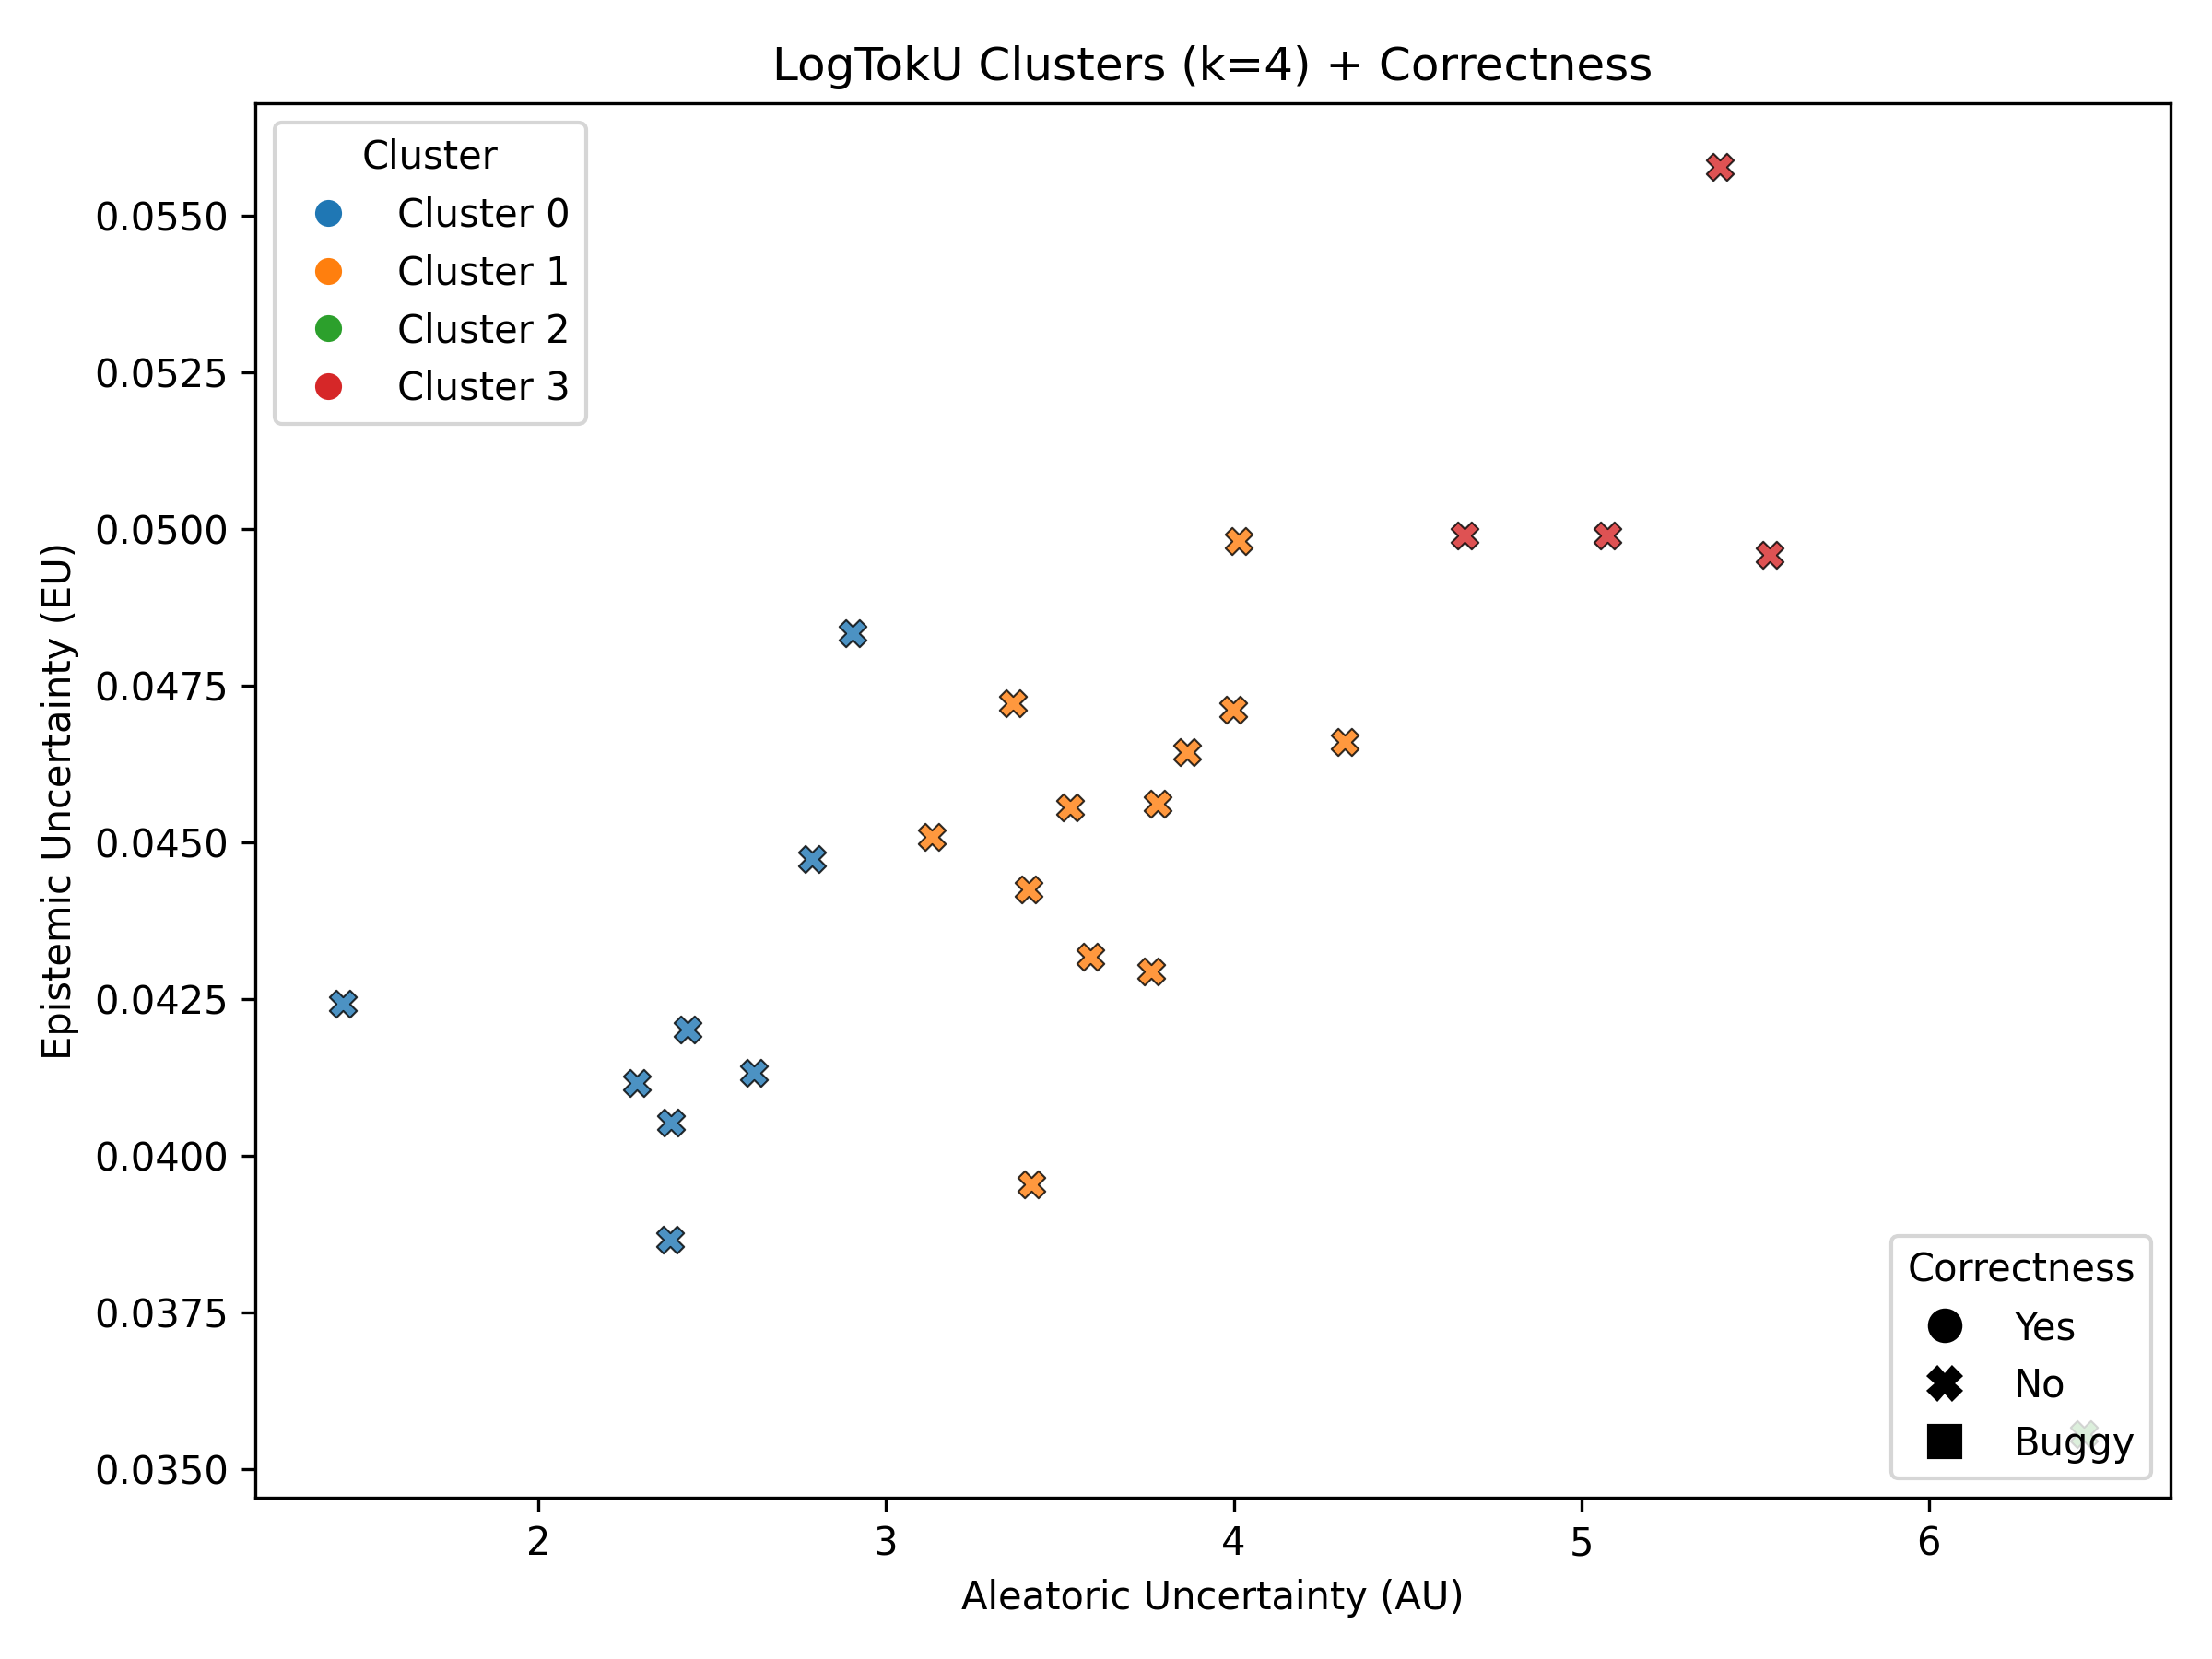 LogTokU Clusters (k=4) + Correctness
Cluster
Cluster 0
Cluster 1
Cluster 2
Cluster 3
0.0550
0.0525
0.0500
0.0475
0.0450
0.0425
0.0400
0.0375
0.0350
Epistemic Uncertainty (EU)
Correctness
Yes
No
Buggy
2 3 4 5 6
Aleatoric Uncertainty (AU)